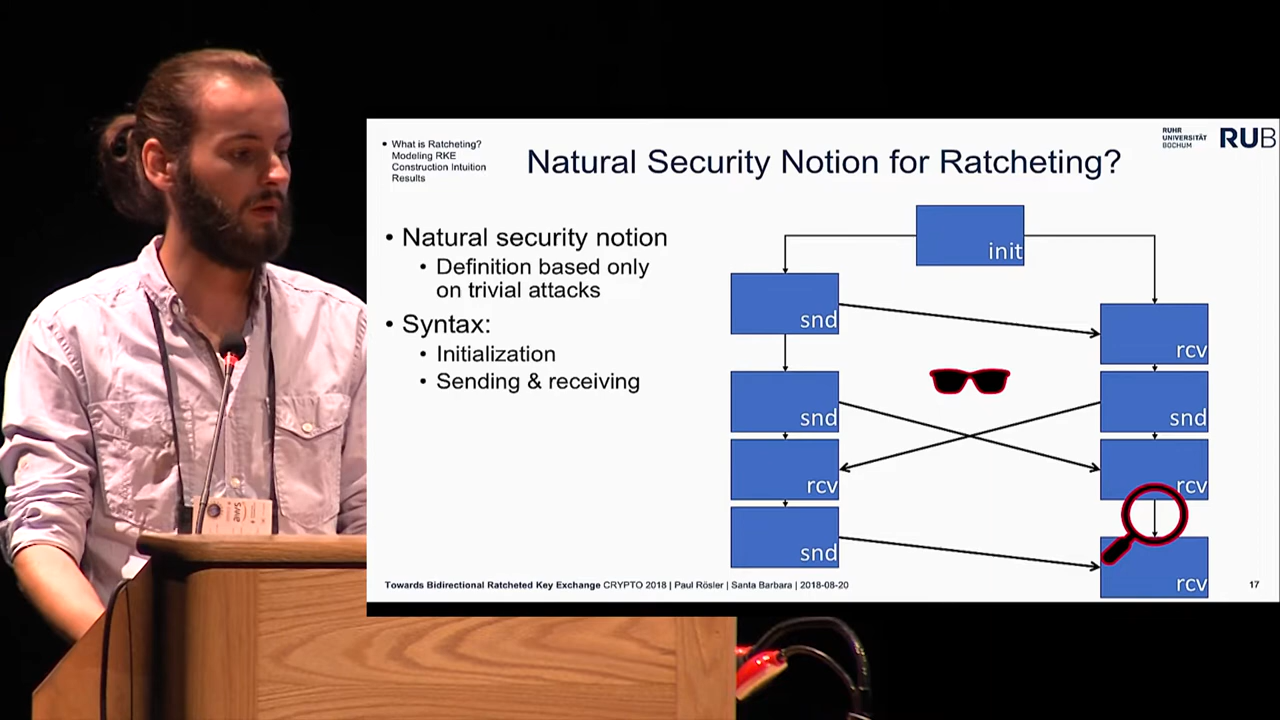 • What is Ratcheting?
Modeling RKE
Construction Intuition
Results
Natural Security Notion for Ratcheting?
RUHR
UNIVERSITÄT
BOCHUM
RUB
• Natural security notion
• Definition based only
on trivial attacks
• Syntax:
• Initialization
• Sending & receiving
init
snd
rcv
snd
snd
rcv
rcv
snd
rcv
Towards Bidirectional Ratcheted Key Exchange CRYPTO 2018 | Paul Rösler | Santa Barbara | 2018-08-20
17